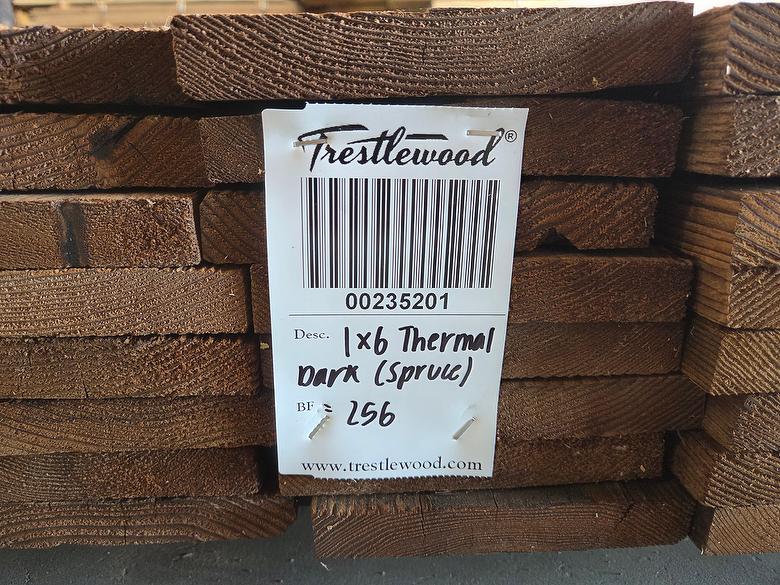 Trestlewood®
00235201
Desc. 1x6 Thermal
Dark (Spruce)
BF = 256
www.trestlewood.com